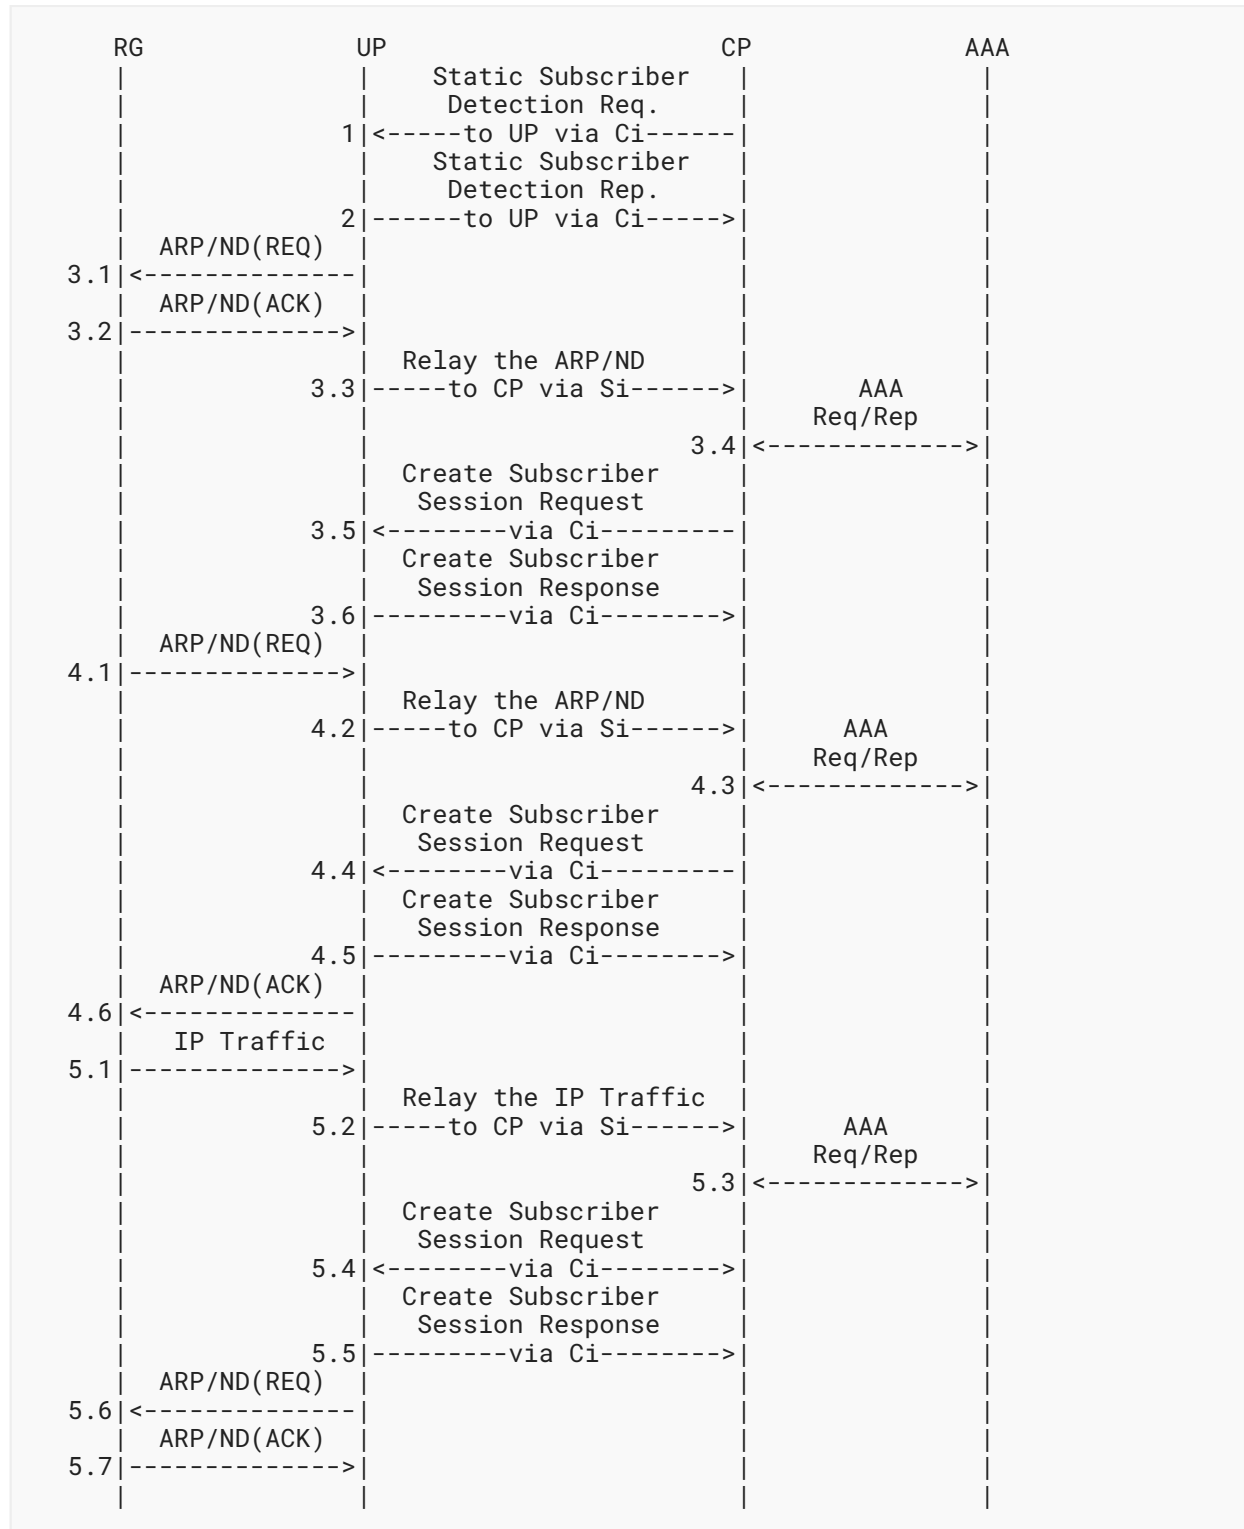 RG UP CP AAA
| | Static Subscriber | |
| | Detection Req. | |
| 1|<-----to UP via Ci------| |
| | Static Subscriber | |
| | Detection Rep. | |
| 2|------to UP via Ci----->| |
| ARP/ND(REQ) | | |
3.1|<--------------| | |
| ARP/ND(ACK) | | |
3.2|-------------->| | |
| | Relay the ARP/ND | |
| 3.3|-----to CP via Si------>| AAA |
| | | Req/Rep |
| | 3.4|<------------->|
| | Create Subscriber | |
| | Session Request | |
| 3.5|<--------via Ci---------| |
| | Create Subscriber | |
| | Session Response | |
| 3.6|---------via Ci-------->| |
| ARP/ND(REQ) | | |
4.1|-------------->| | |
| | Relay the ARP/ND | |
| 4.2|-----to CP via Si------>| AAA |
| | | Req/Rep |
| | 4.3|<------------->|
| | Create Subscriber | |
| | Session Request | |
| 4.4|<--------via Ci---------| |
| | Create Subscriber | |
| | Session Response | |
| 4.5|---------via Ci-------->| |
| ARP/ND(ACK) | | |
4.6|<--------------| | |
| IP Traffic | | |
5.1|-------------->| | |
| | Relay the IP Traffic | |
| 5.2|-----to CP via Si------>| AAA |
| | | Req/Rep |
| | 5.3|<------------->|
| | Create Subscriber | |
| | Session Request | |
| 5.4|<--------via Ci-------->| |
| | Create Subscriber | |
| | Session Response | |
| 5.5|---------via Ci-------->| |
| ARP/ND(REQ) | | |
5.6|<--------------| | |
| ARP/ND(ACK) | | |
5.7|-------------->| | |
| | | |